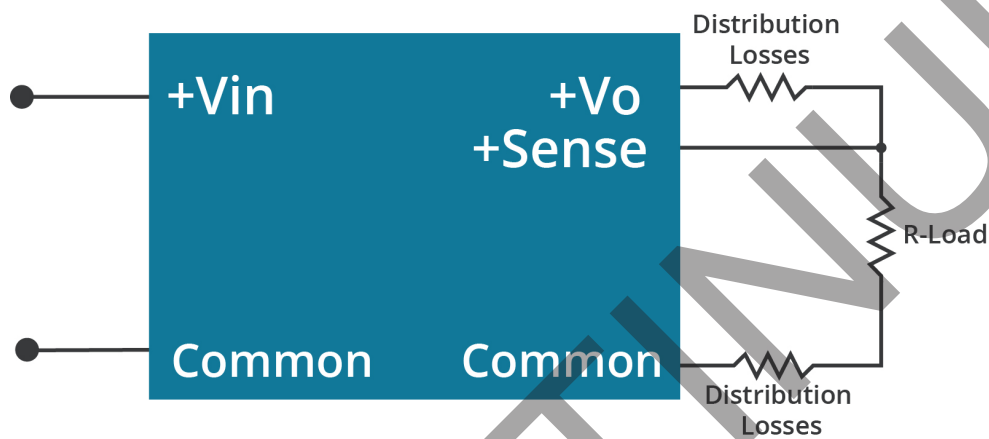 Distribution
Losses
+Vin
+Vo
+Sense
R-Load
Common
Common
Distribution
Losses